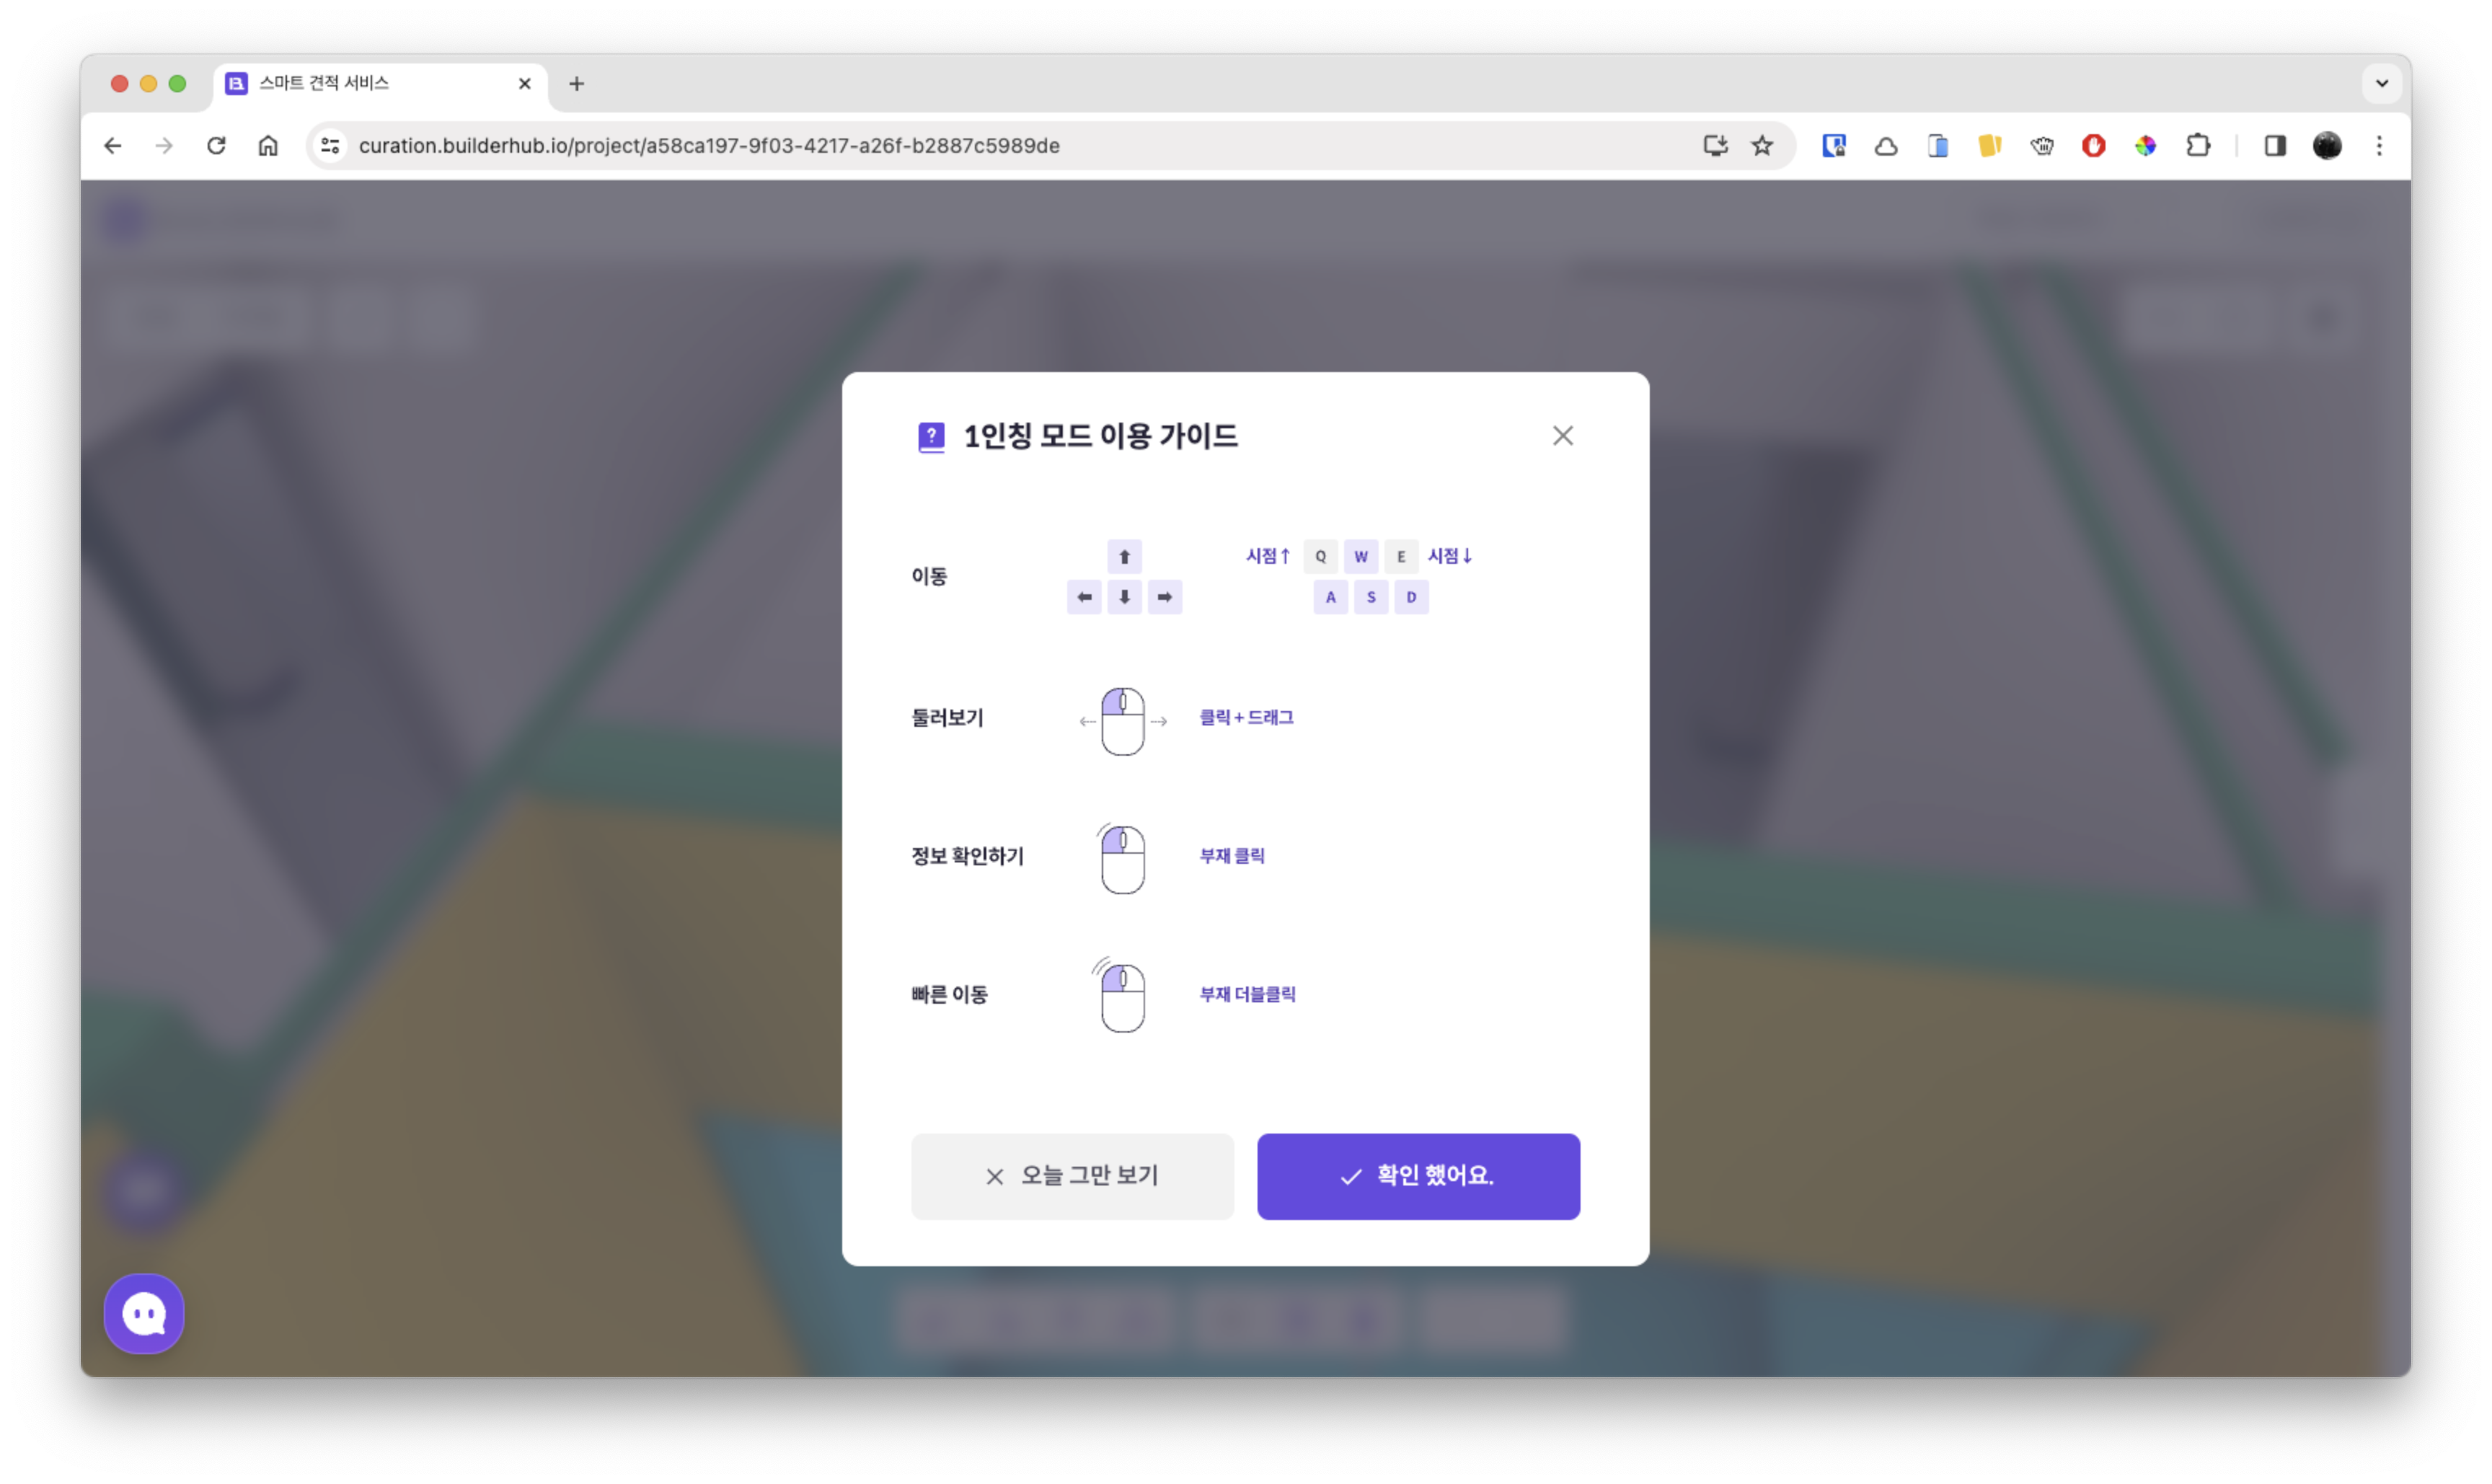 스마트 견적 서비스
curation.builderhub.io/project/a58ca197-9f03-4217-a26f-b2887c5989de
1인칭 모드 이용 가이드
이동
시점↑ Q W E 시점↓
A S D
둘러보기
클릭 + 드래그
정보 확인하기
부재 클릭
빠른 이동
부재 더블클릭
오늘 그만 보기
확인 했어요.